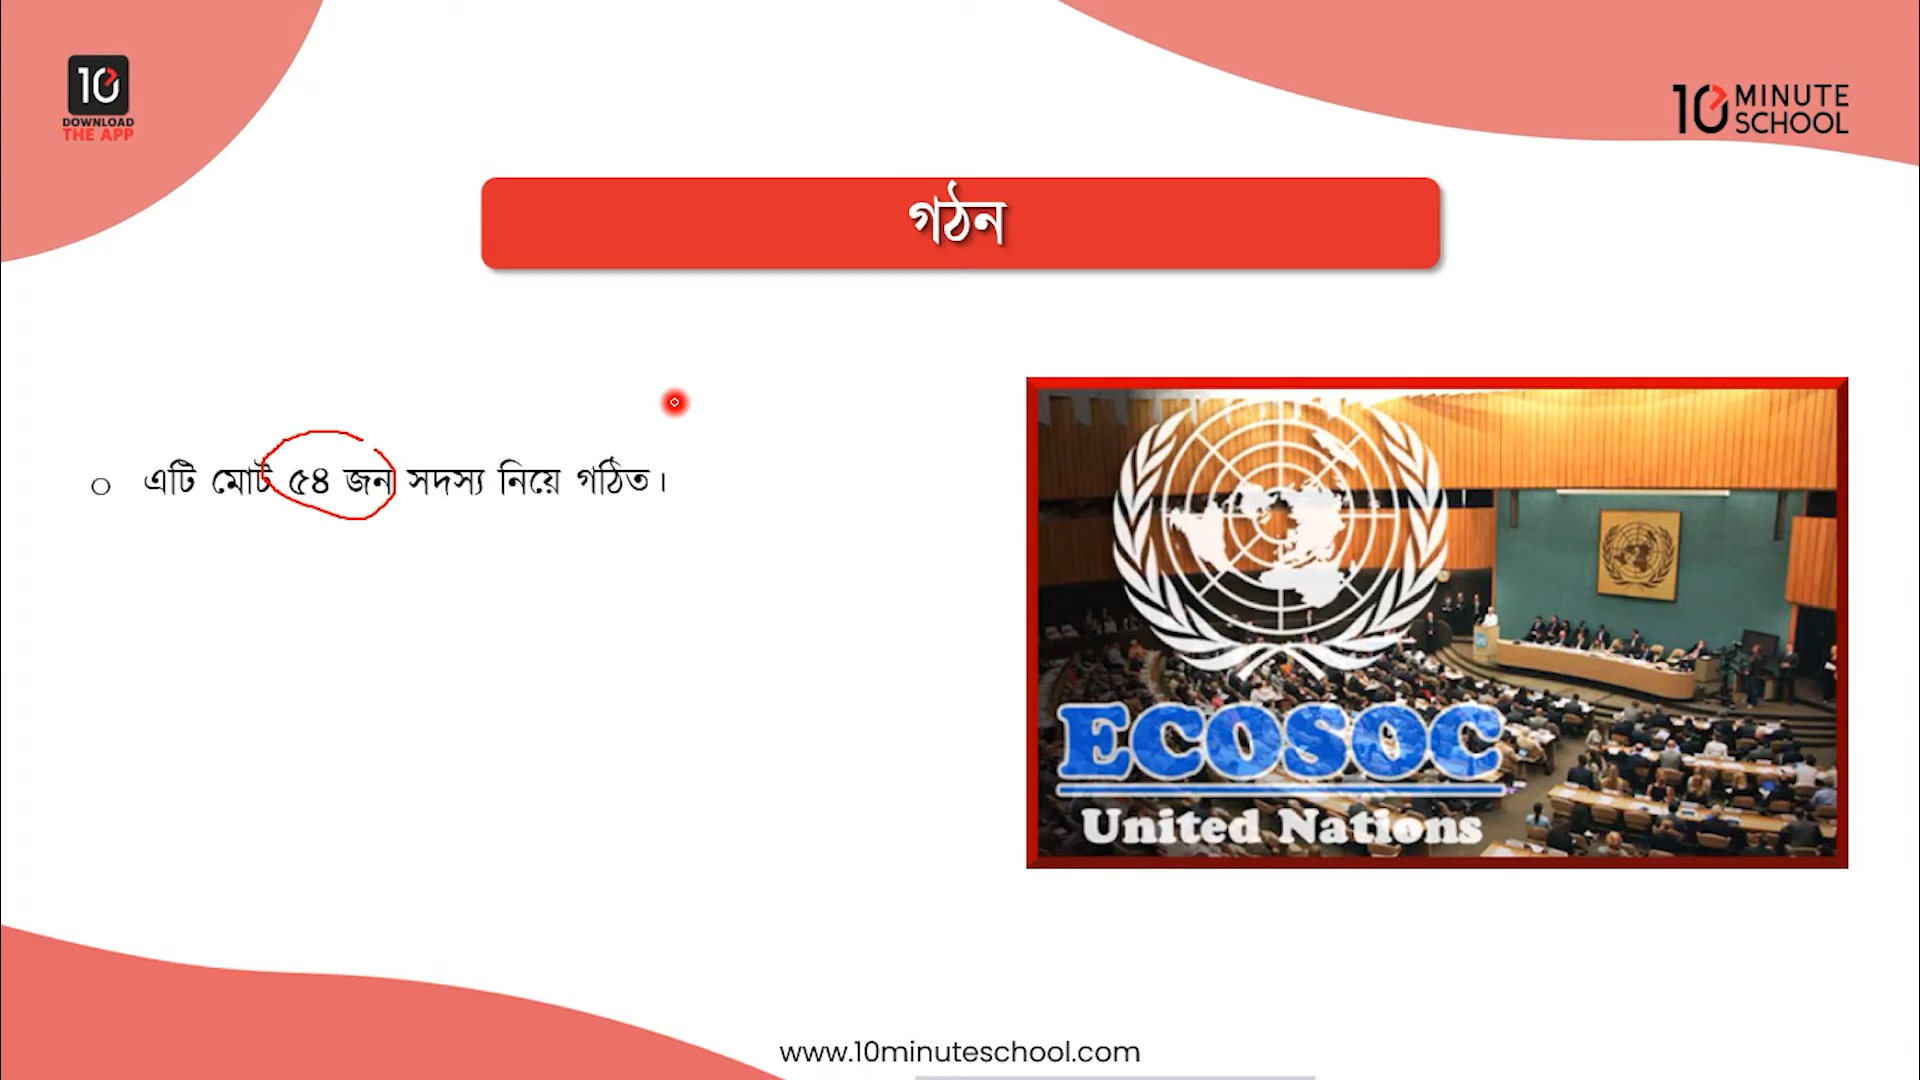 10
DOWNLOAD
THE APP
10 MINUTE
SCHOOL
গঠন
এটি মোট ৫৪ জন সদস্য নিয়ে গঠিত।
ECOSOC
United Nations
www.10minuteschool.com